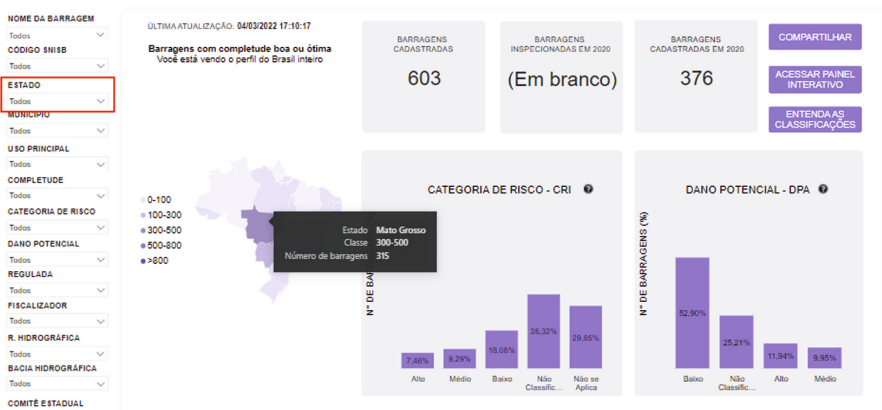 NOME DA BARRAGEM
Todos
CÓDIGO SNISB
Todos
ESTADO
Todos
MUNICÍPIO
Todos
USO PRINCIPAL
Todos
COMPLETUDE
Todos
CATEGORIA DE RISCO
Todos
DANO POTENCIAL
Todos
REGULADA
Todos
FISCALIZADOR
Todos
R. HIDROGRÁFICA
Todos
BACIA HIDROGRÁFICA
Todos
COMITÊ ESTADUAL
ÚLTIMA ATUALIZAÇÃO: 04/03/2022 17:10:17
Barragens com completude boa ou ótima
Você está vendo o perfil do Brasil inteiro
BARRAGENS
CADASTRADAS
603
BARRAGENS
INSPECIONADAS EM 2020
(Em branco)
BARRAGENS
CADASTRADAS EM 2020
376
COMPARTILHAR
ACESSAR PAINEL
INTERATIVO
ENTENDA AS
CLASSIFICAÇÕES
0-100
100-300
300-500
500-800
>800
Estado Mato Grosso
Classe 300-500
Número de barragens 315
CATEGORIA DE RISCO - CRI
Nº DE BAR
7,46%
9,29%
18,08%
35,32%
29,85%
Alto
Médio
Baixo
Não
Classific...
Não se
Aplica
DANO POTENCIAL - DPA
Nº DE BARRAGENS (%)
52,90%
25,21%
11,94%
9,95%
Baixo
Não
Classific...
Alto
Médio